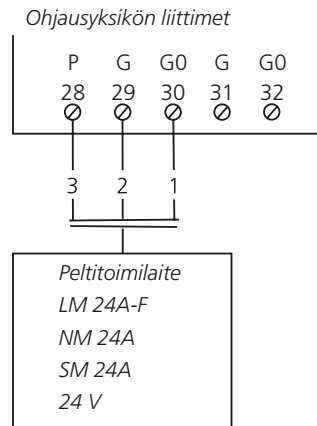 Ohjausyksikön liittimet
P G G0 G G0
28 29 30 31 32
3 2 1
Peltitoimilaite
LM 24A-F
NM 24A
SM 24A
24 V